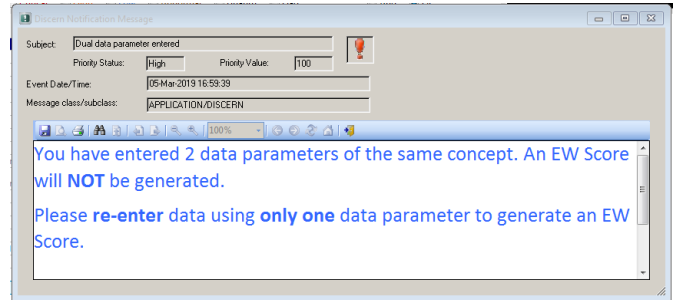 Discern Notification Message
Subject: Dual data parameter entered
Priority Status: High Priority Value: 100
Event Date/Time: 05-Mar-2019 16:59:39
Message class/subclass: APPLICATION/DISCERN
100%
You have entered 2 data parameters of the same concept. An EW Score
will NOT be generated.
Please re-enter data using only one data parameter to generate an EW
Score.